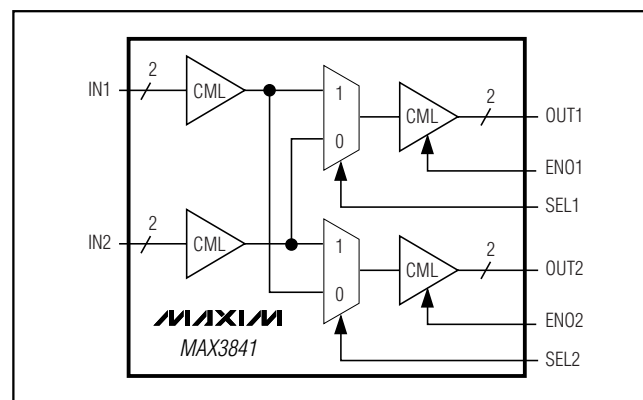 IN1
2
CML
1
0
CML
2
OUT1
ENO1
SEL1
IN2
2
CML
1
0
CML
2
OUT2
ENO2
SEL2
MAXIM
MAX3841